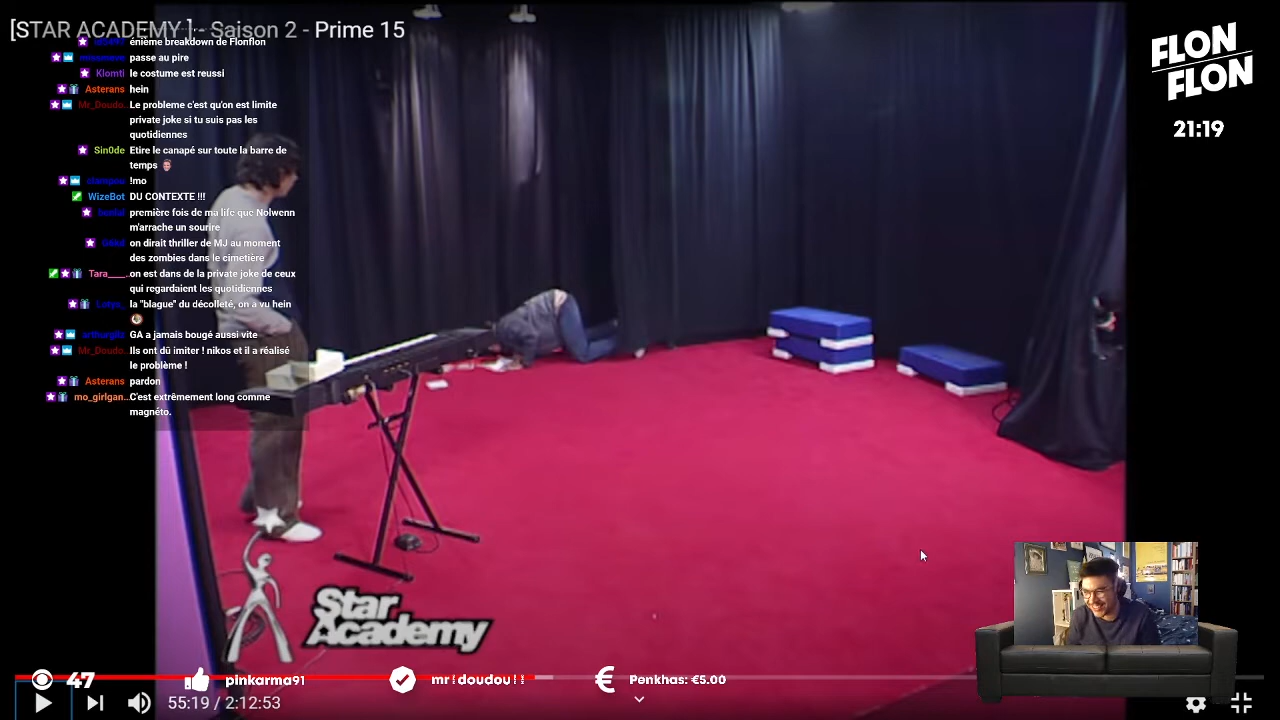 [STAR ACADEMY ] - Saison 2 - Prime 15
énième breakdown de Flonflon
passe au pire
Klomti le costume est reussi
Asterans hein
Mr_Doudo.. Le probleme c'est qu'on est limite
private joke si tu suis pas les
quotidiennes
Sin0de Etire le canapé sur toute la barre de
temps
!mo
WizeBot DU CONTEXTE !!!
première fois de ma life que Nolwenn
m'arrache un sourire
on dirait thriller de MJ au moment
des zombies dans le cimetière
Tara____.. on est dans de la private joke de ceux
qui regardaient les quotidiennes
la "blague" du décolleté, on a vu hein
GA a jamais bougé aussi vite
Mr_Doudo.. Ils ont dû imiter ! nikos et il a réalisé
le problème !
Asterans pardon
mo_girlgan.. C'est extrêmement long comme
magnéto.
FLON
FLON
21:19
Star
Academy
47
pinkarma91
mr!doudou!!
Penkhas: €5.00
55:19 / 2:12:53